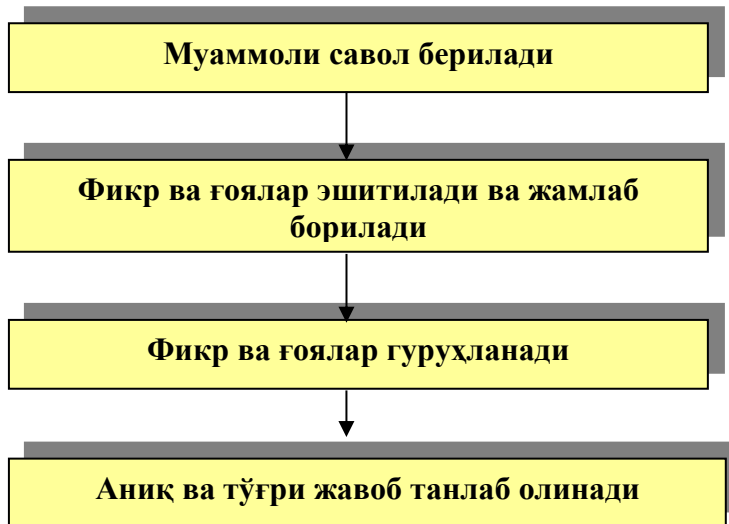 Муаммоли савол берилади
Фикр ва ғоялар эшитилади ва жамлаб
борилади
Фикр ва ғоялар гуруҳланади
Аниқ ва тўғри жавоб танлаб олинади